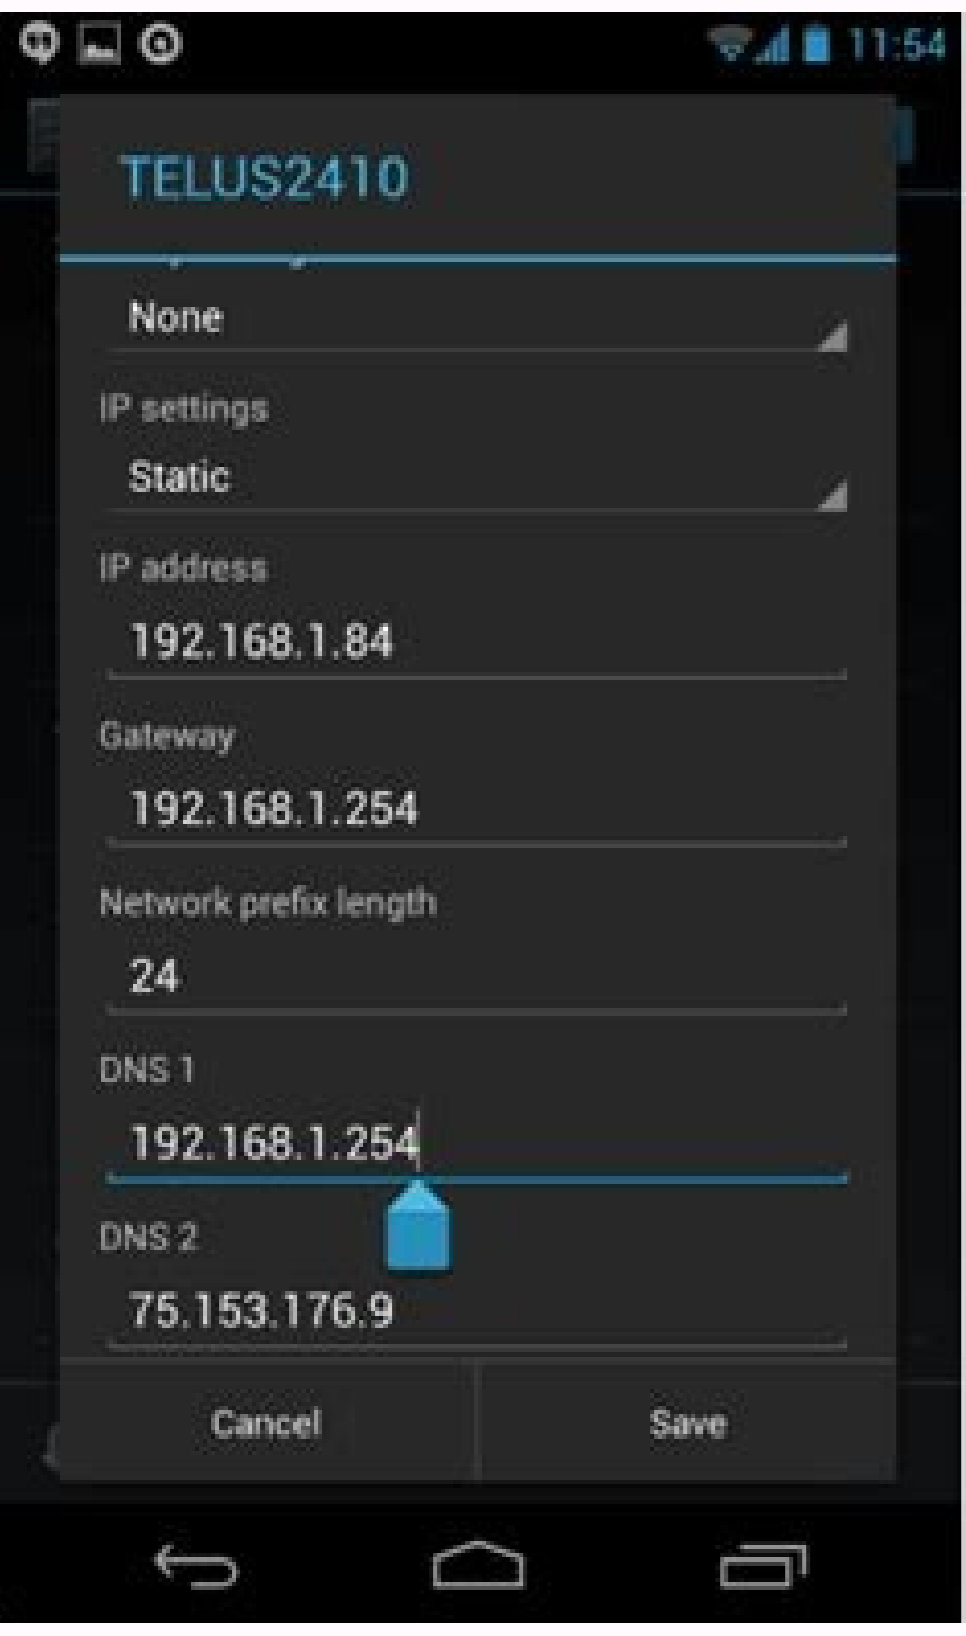 11:54
TELUS2410
None
IP settings
Static
IP address
192.168.1.84
Gateway
192.168.1.254
Network prefix length
24
DNS 1
192.168.1.254
DNS 2
75.153.176.9
Cancel
Save